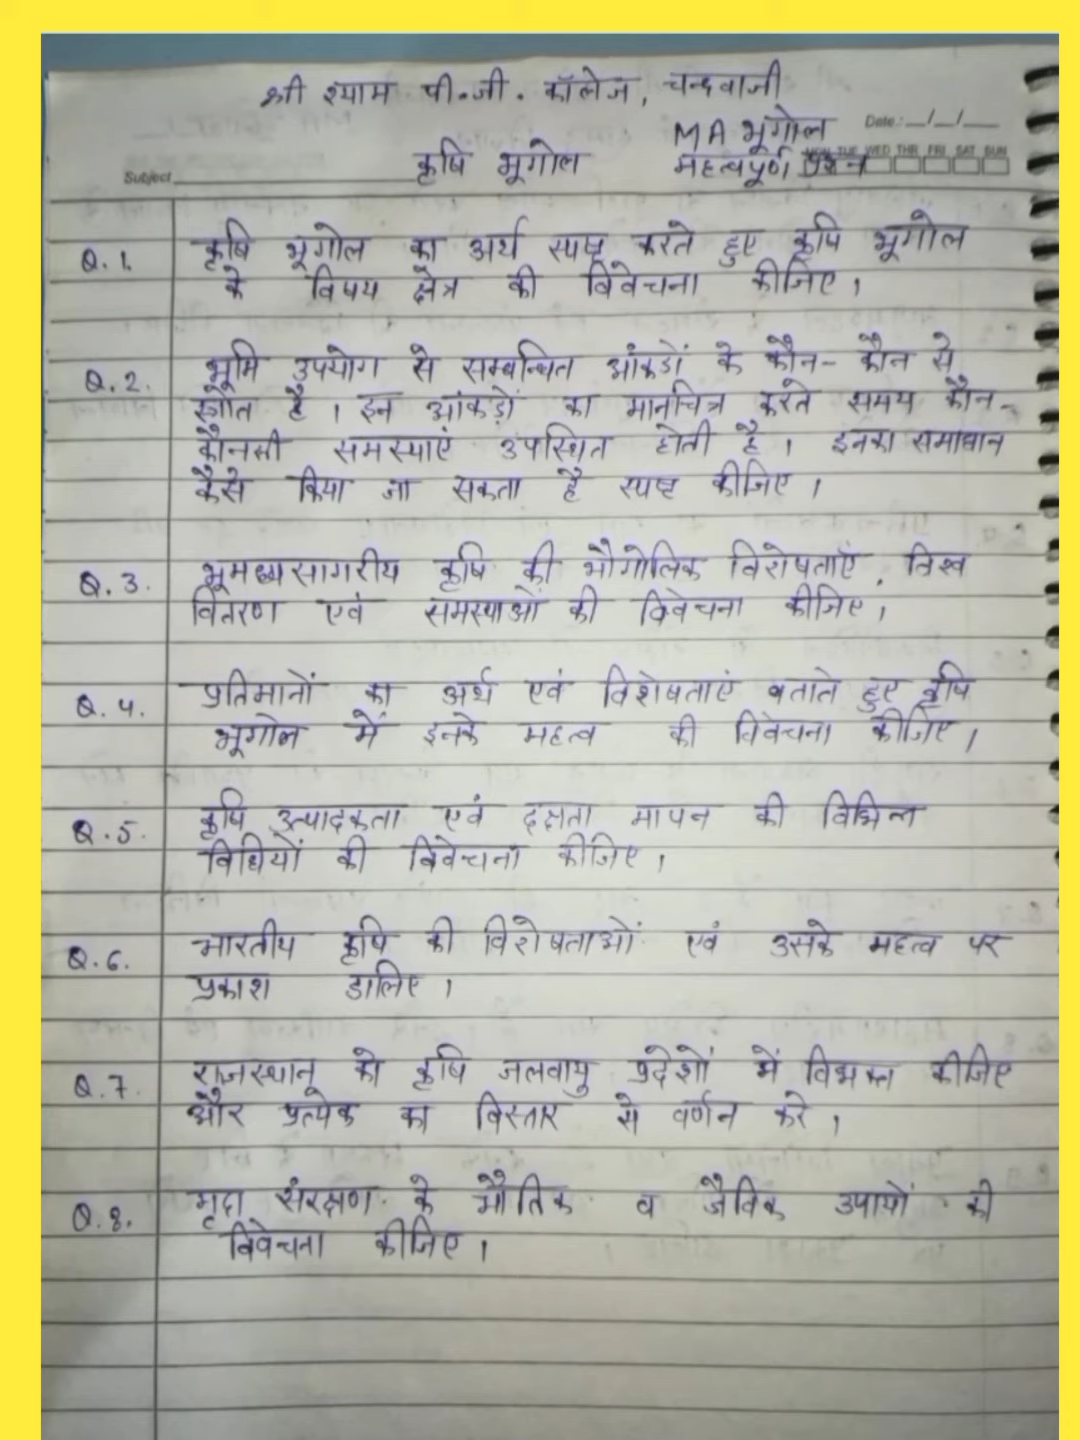 श्री श्याम पी.जी. कॉलेज, चन्दवाजी
MA भूगोल Date: __/__/__
कृषि भूगोल महत्वपूर्ण प्रश्न MON TUE WED THR FRI SAT SUN
Subject
Q.1. कृषि भूगोल का अर्थ स्पष्ट करते हुए कृषि भूगोल
के विषय क्षेत्र की विवेचना कीजिए।
Q.2. भूमि उपयोग से सम्बन्धित आंकडों के कौन-कौन से
स्त्रोत है। इन आंकड़ों का मानचित्र करते समय कौन-
कौनसी समस्याएं उपस्थित होती है। इनका समाधान
कैसे किया जा सकता है स्पष्ट कीजिए।
Q.3. भूमध्यसागरीय कृषि की भौगोलिक विशेषताएँ, विश्व
वितरण एवं समस्याओं की विवेचना कीजिए।
Q.4. प्रतिमानों का अर्थ एवं विशेषताएं बताते हुए कृषि
भूगोल में इनके महत्व की विवेचना कीजिए।
Q.5. कृषि उत्पादकता एवं दक्षता मापन की विभिन्न
विधियों की विवेचना कीजिए।
Q.6. भारतीय कृषि की विशेषताओं एवं उसके महत्व पर
प्रकाश डालिए।
Q.7. राजस्थान को कृषि जलवायु प्रदेशों में विभक्त कीजिए
और प्रत्येक का विस्तार से वर्णन करे।
Q.8. मृदा संरक्षण के भौतिक व जैविक उपायों की
विवेचना कीजिए।